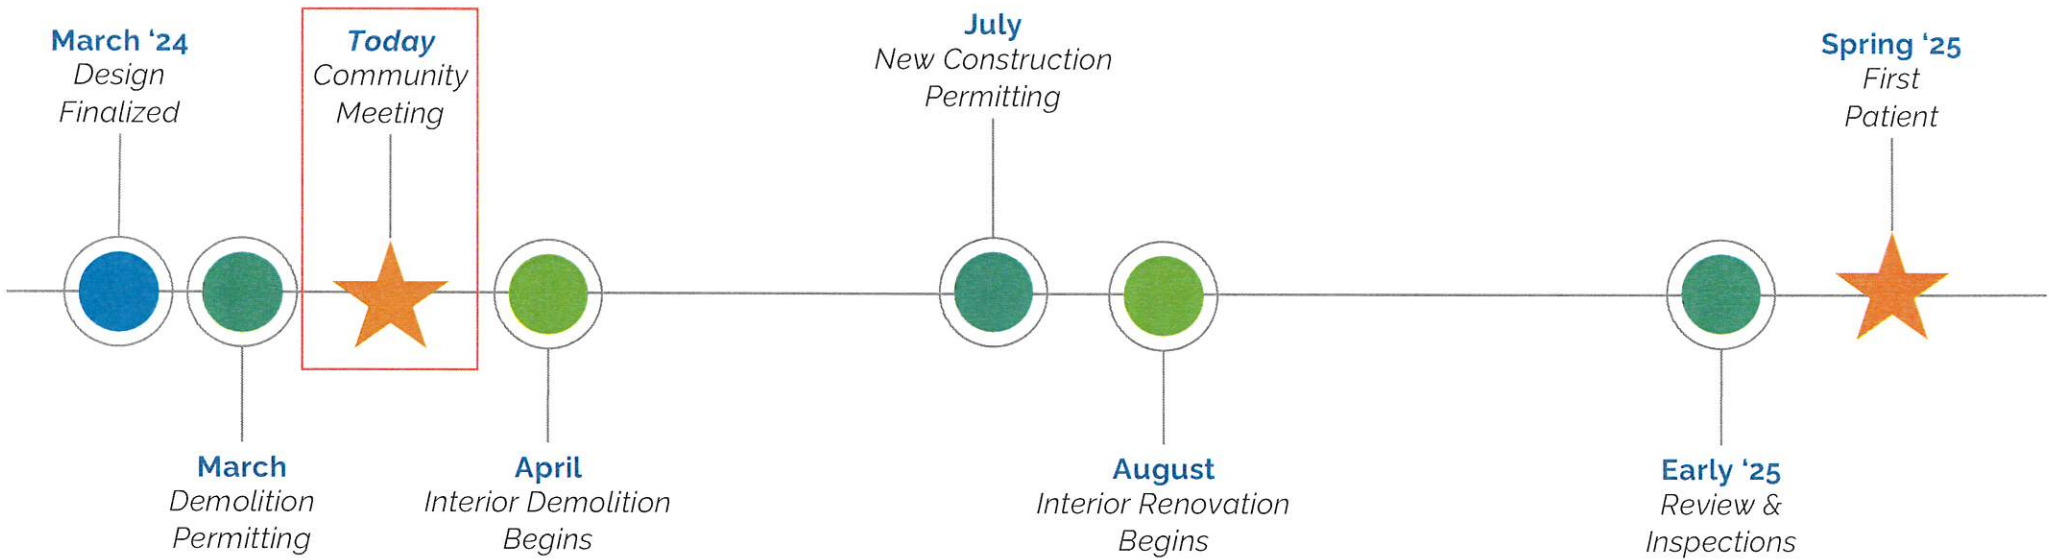 March ‘24
Design
Finalized
Today
Community
Meeting
July
New Construction
Permitting
Spring ‘25
First
Patient
March
Demolition
Permitting
April
Interior Demolition
Begins
August
Interior Renovation
Begins
Early ‘25
Review &
Inspections